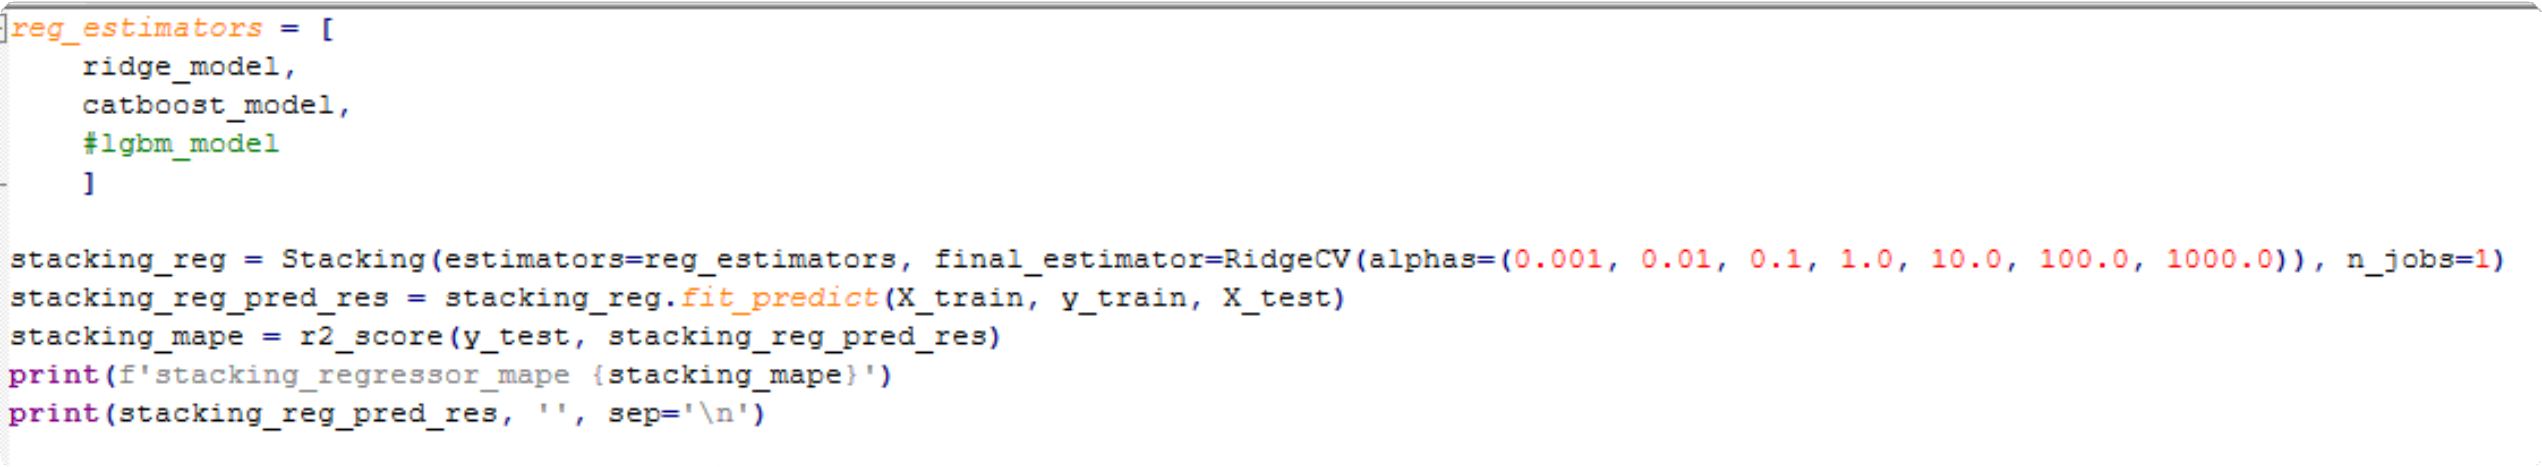 reg_estimators = [
    ridge_model,
    catboost_model,
    #lgbm_model
    ]
stacking_reg = Stacking(estimators=reg_estimators, final_estimator=RidgeCV(alphas=(0.001, 0.01, 0.1, 1.0, 10.0, 100.0, 1000.0)), n_jobs=1)
stacking_reg_pred_res = stacking_reg.fit_predict(X_train, y_train, X_test)
stacking_mape = r2_score(y_test, stacking_reg_pred_res)
print(f'stacking_regressor_mape {stacking_mape}')
print(stacking_reg_pred_res, '', sep='\n')